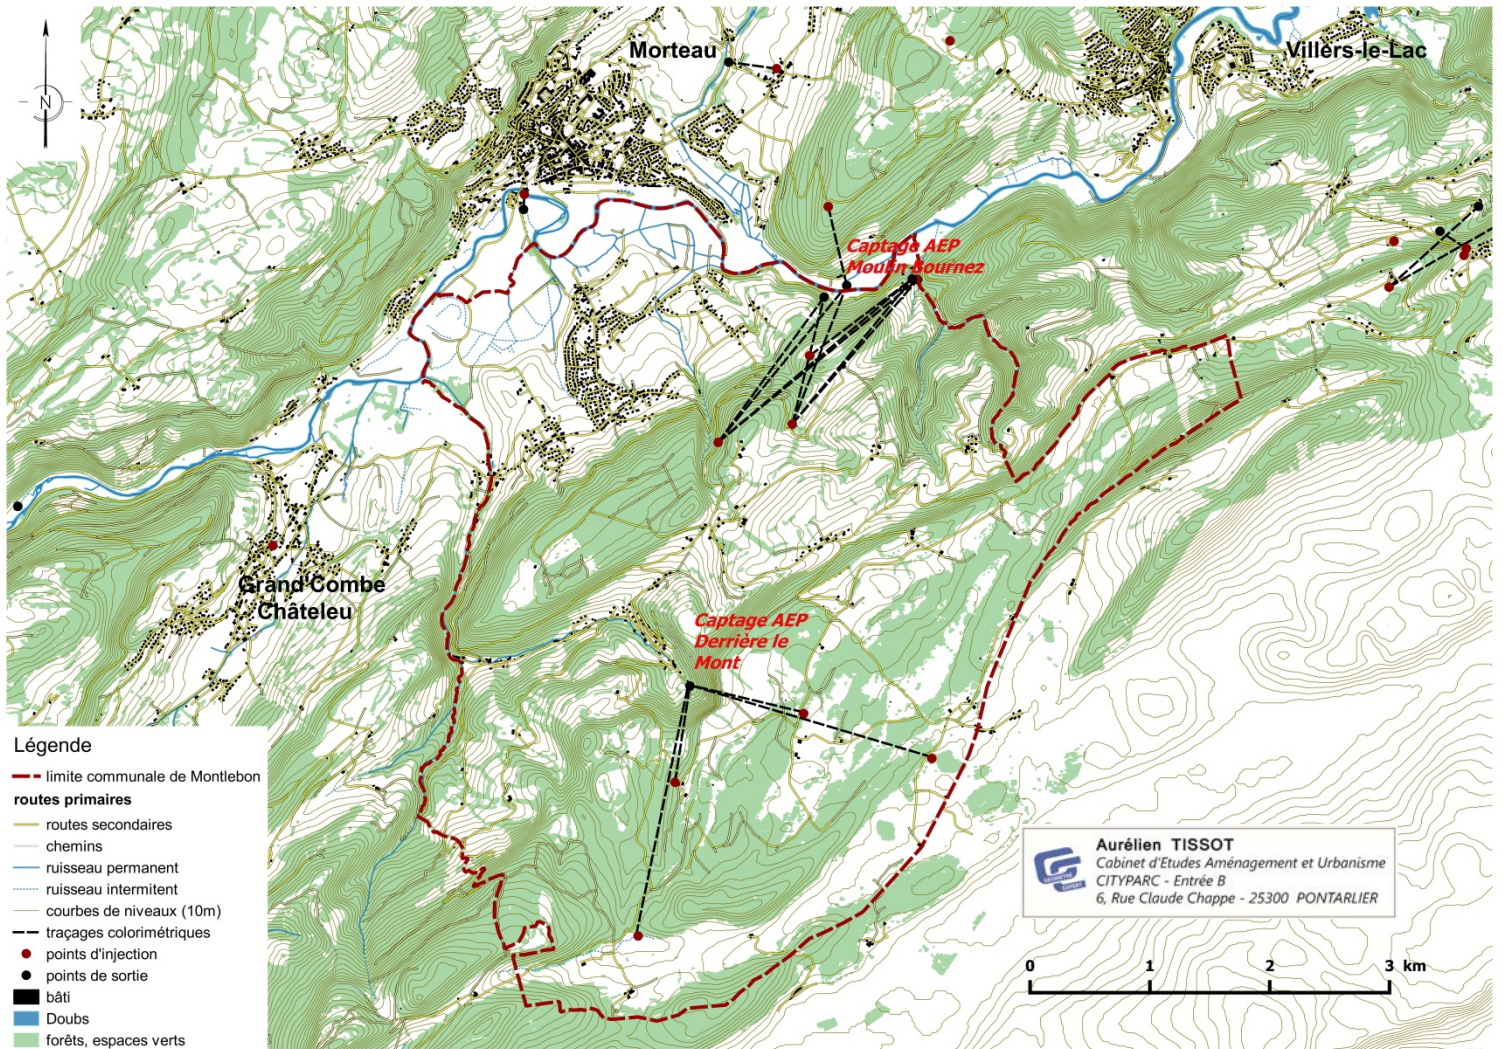 Morteau
Villers-le-Lac
N
Captage AEP
Moulin Bournez
Grand'Combe
Châteleu
Captage AEP
Derrière le
Mont
Légende
limite communale de Montlebon
routes primaires
routes secondaires
chemins
ruisseau permanent
ruisseau intermitent
courbes de niveaux (10m)
traçages colorimétriques
points d'injection
points de sortie
bâti
Doubs
forêts, espaces verts
GEOMETRE
EXPERT
Aurélien TISSOT
Cabinet d'Etudes Aménagement et Urbanisme
CITYPARC - Entrée B
6, Rue Claude Chappe - 25300 PONTARLIER
0 1 2 3 km